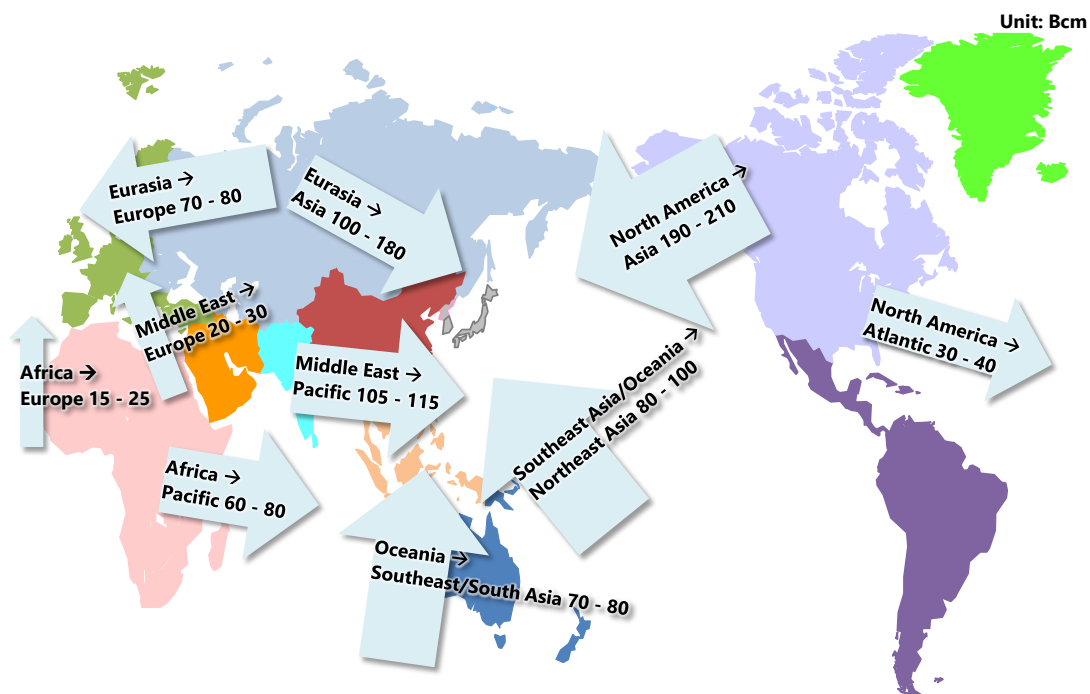 Unit: Bcm
Eurasia →
Europe 70 - 80
Eurasia →
Asia 100 - 180
North America →
Asia 190 - 210
Middle East →
Europe 20 - 30
North America →
Atlantic 30 - 40
Africa →
Europe 15 - 25
Middle East →
Pacific 105 - 115
Southeast Asia/Oceania →
Northeast Asia 80 - 100
Africa →
Pacific 60 - 80
Oceania →
Southeast/South Asia 70 - 80